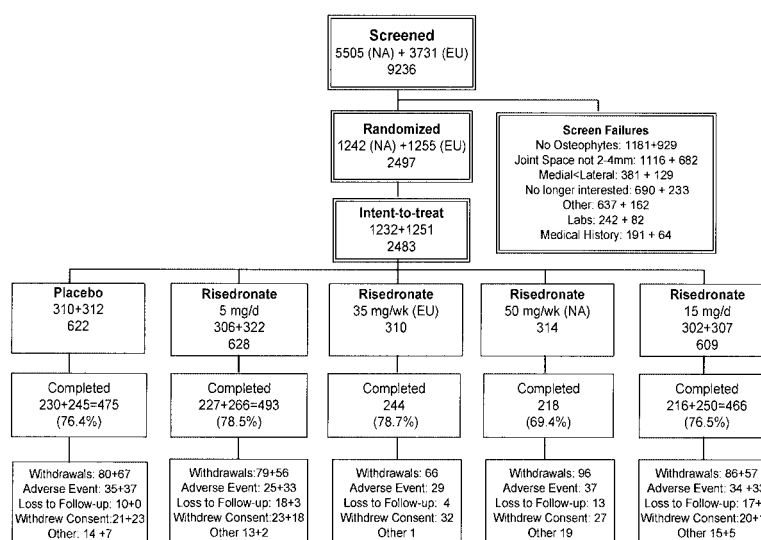 Screened
5505 (NA) + 3731 (EU)
9236
Randomized
1242 (NA) +1255 (EU)
2497
Screen Failures
No Osteophytes: 1181+929
Joint Space not 2-4mm: 1116 + 682
Medial<Lateral: 381 + 129
No longer interested: 690 + 233
Other: 637 + 162
Labs: 242 + 82
Medical History: 191 + 64
Intent-to-treat
1232+1251
2483
Placebo
310+312
622
Risedronate
5 mg/d
306+322
628
Risedronate
35 mg/wk (EU)
310
Risedronate
50 mg/wk (NA)
314
Risedronate
15 mg/d
302+307
609
Completed
230+245=475
(76.4%)
Completed
227+266=493
(78.5%)
Completed
244
(78.7%)
Completed
218
(69.4%)
Completed
216+250=466
(76.5%)
Withdrawals: 80+67
Adverse Event: 35+37
Loss to Follow-up: 10+0
Withdrew Consent:21+23
Other: 14 +7
Withdrawals:79+56
Adverse Event: 25+33
Loss to Follow-up: 18+3
Withdrew Consent:23+18
Other 13+2
Withdrawals: 66
Adverse Event: 29
Loss to Follow-up: 4
Withdrew Consent: 32
Other 1
Withdrawals: 96
Adverse Event: 37
Loss to Follow-up: 13
Withdrew Consent: 27
Other 19
Withdrawals: 86+57
Adverse Event: 34 +33
Loss to Follow-up: 17+
Withdrew Consent:20+1
Other 15+5